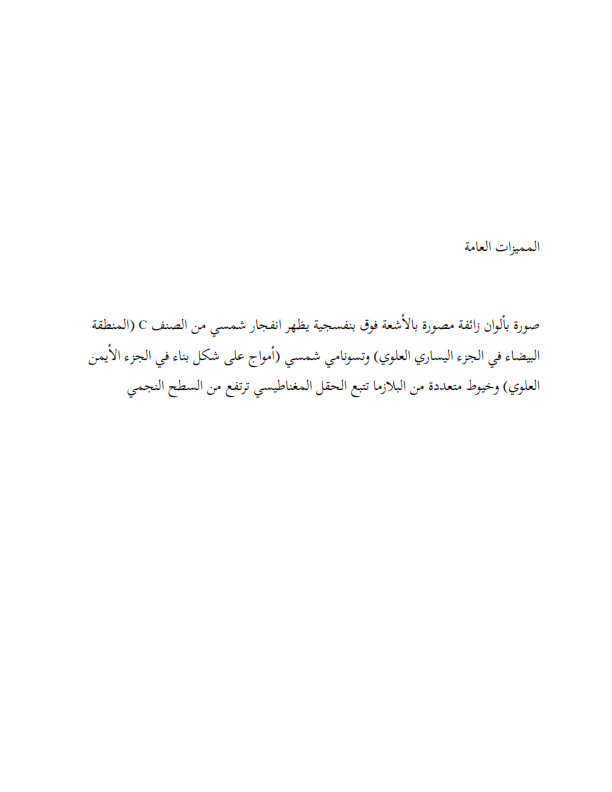 المميزات العامة
صورة بألوان زائفة مصورة بالأشعة فوق بنفسجية يظهر انفجار شمسي من الصنف C (المنطقة
البيضاء في الجزء اليساري العلوي) وتسونامي شمسي (أمواج على شكل بناء في الجزء الأيمن
العلوي) وخيوط متعددة من البلازما تتبع الحقل المغناطيسي ترتفع من السطح النجمي